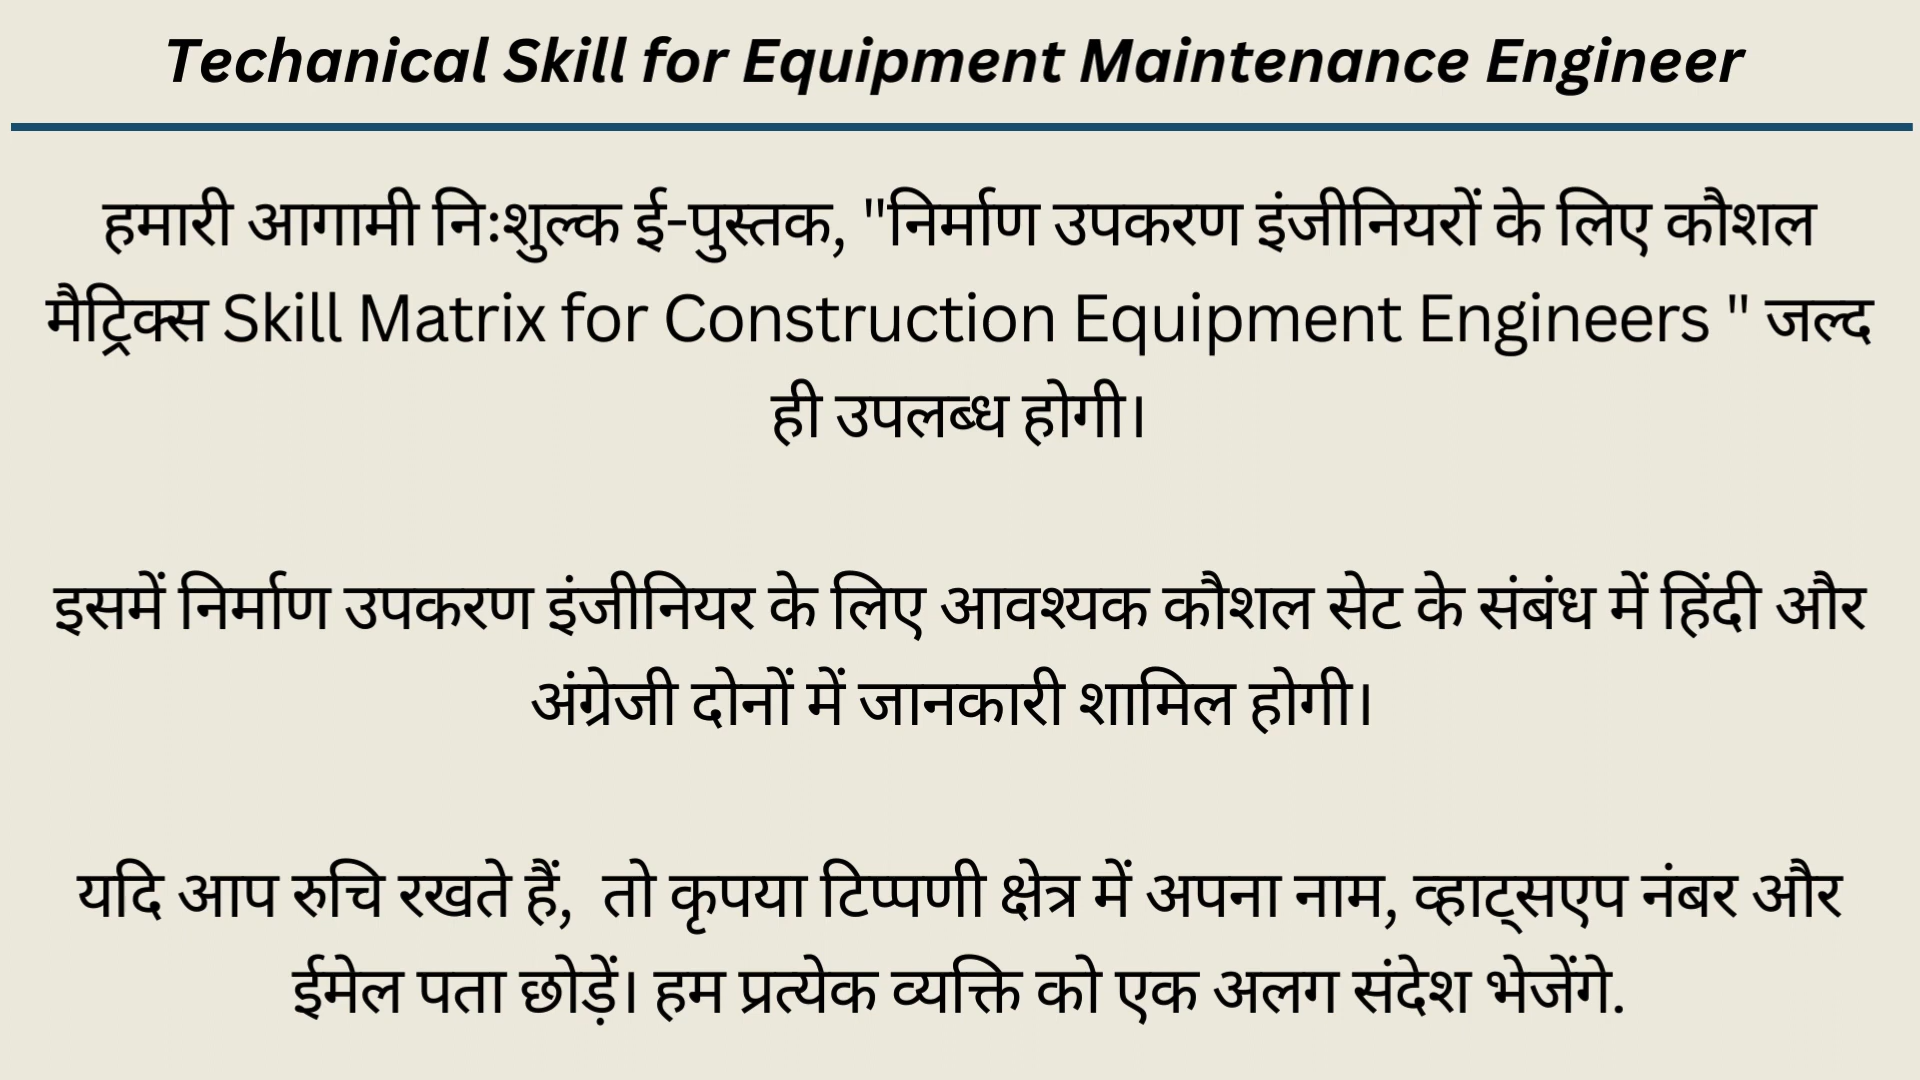 Techanical Skill for Equipment Maintenance Engineer
हमारी आगामी निःशुल्क ई-पुस्तक, "निर्माण उपकरण इंजीनियरों के लिए कौशल
मैट्रिक्स Skill Matrix for Construction Equipment Engineers " जल्द
ही उपलब्ध होगी।
इसमें निर्माण उपकरण इंजीनियर के लिए आवश्यक कौशल सेट के संबंध में हिंदी और
अंग्रेजी दोनों में जानकारी शामिल होगी।
यदि आप रुचि रखते हैं,  तो कृपया टिप्पणी क्षेत्र में अपना नाम, व्हाट्सएप नंबर और
ईमेल पता छोड़ें। हम प्रत्येक व्यक्ति को एक अलग संदेश भेजेंगे.